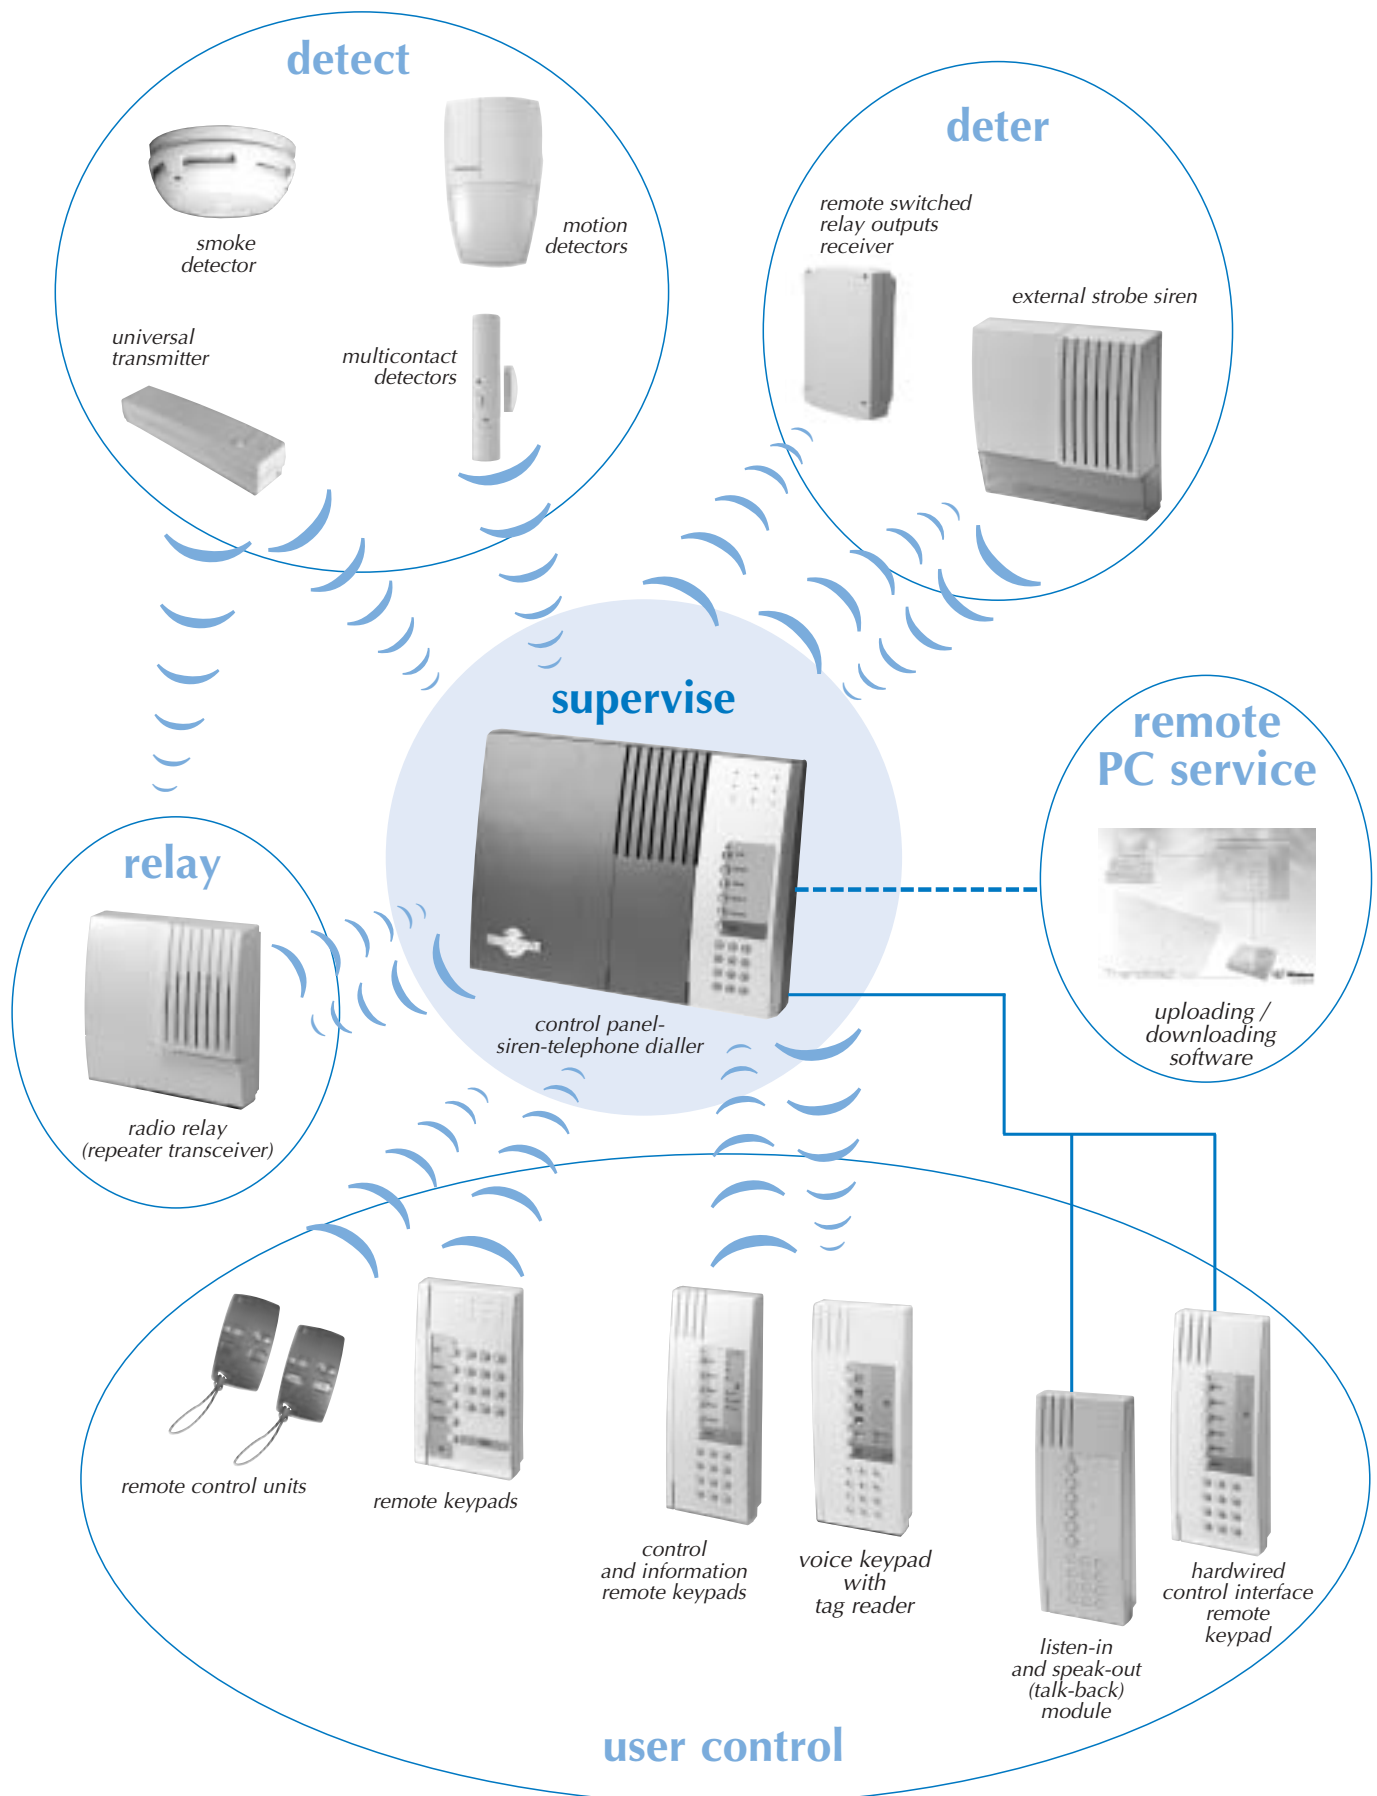 detect
smoke
detector
motion
detectors
universal
transmitter
multicontact
detectors
deter
remote switched
relay outputs
receiver
external strobe siren
supervise
control panel-
siren-telephone dialler
remote
PC service
uploading /
downloading
software
relay
radio relay
(repeater transceiver)
remote control units
remote keypads
control
and information
remote keypads
voice keypad
with
tag reader
listen-in
and speak-out
(talk-back)
module
hardwired
control interface
remote
keypad
user control